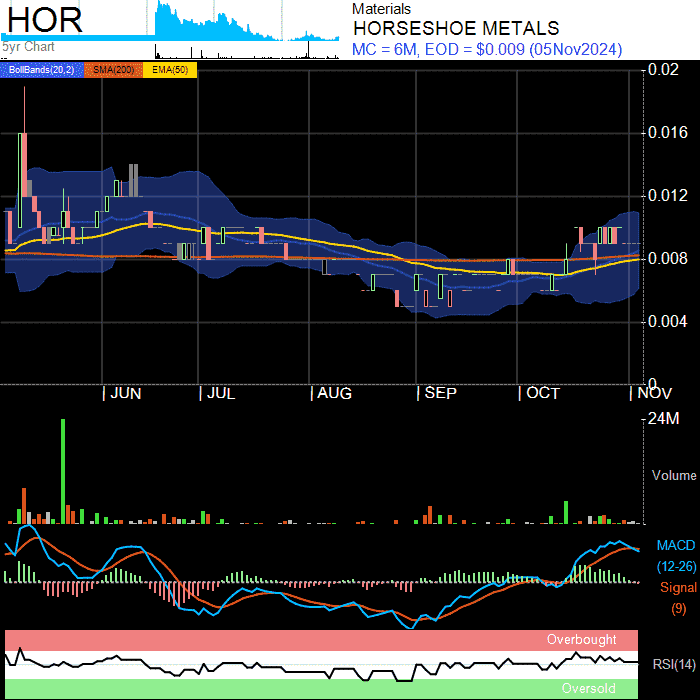 HOR
5yr Chart
Materials
HORSESHOE METALS
MC = 6M, EOD = $0.009 (05Nov2024)
BollBands(20,2) SMA(200) EMA(50)
0.02
0.016
0.012
0.008
0.004
0
JUN JUL AUG SEP OCT NOV
24M
Volume
MACD
(12-26)
Signal
(9)
Overbought
RSI(14)
Oversold